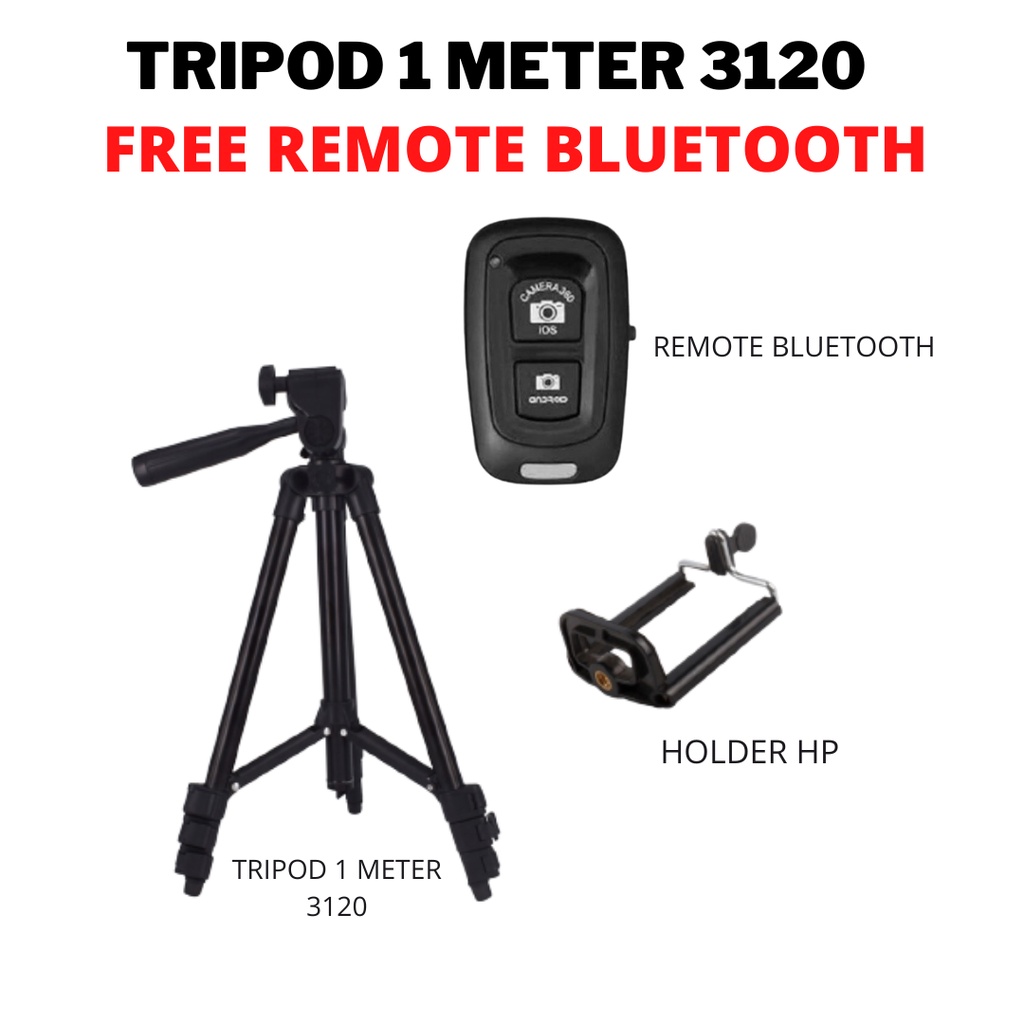 TRIPOD 1 METER 3120
FREE REMOTE BLUETOOTH
CAMERA360
iOS
ANDROID
REMOTE BLUETOOTH
HOLDER HP
TRIPOD 1 METER
3120